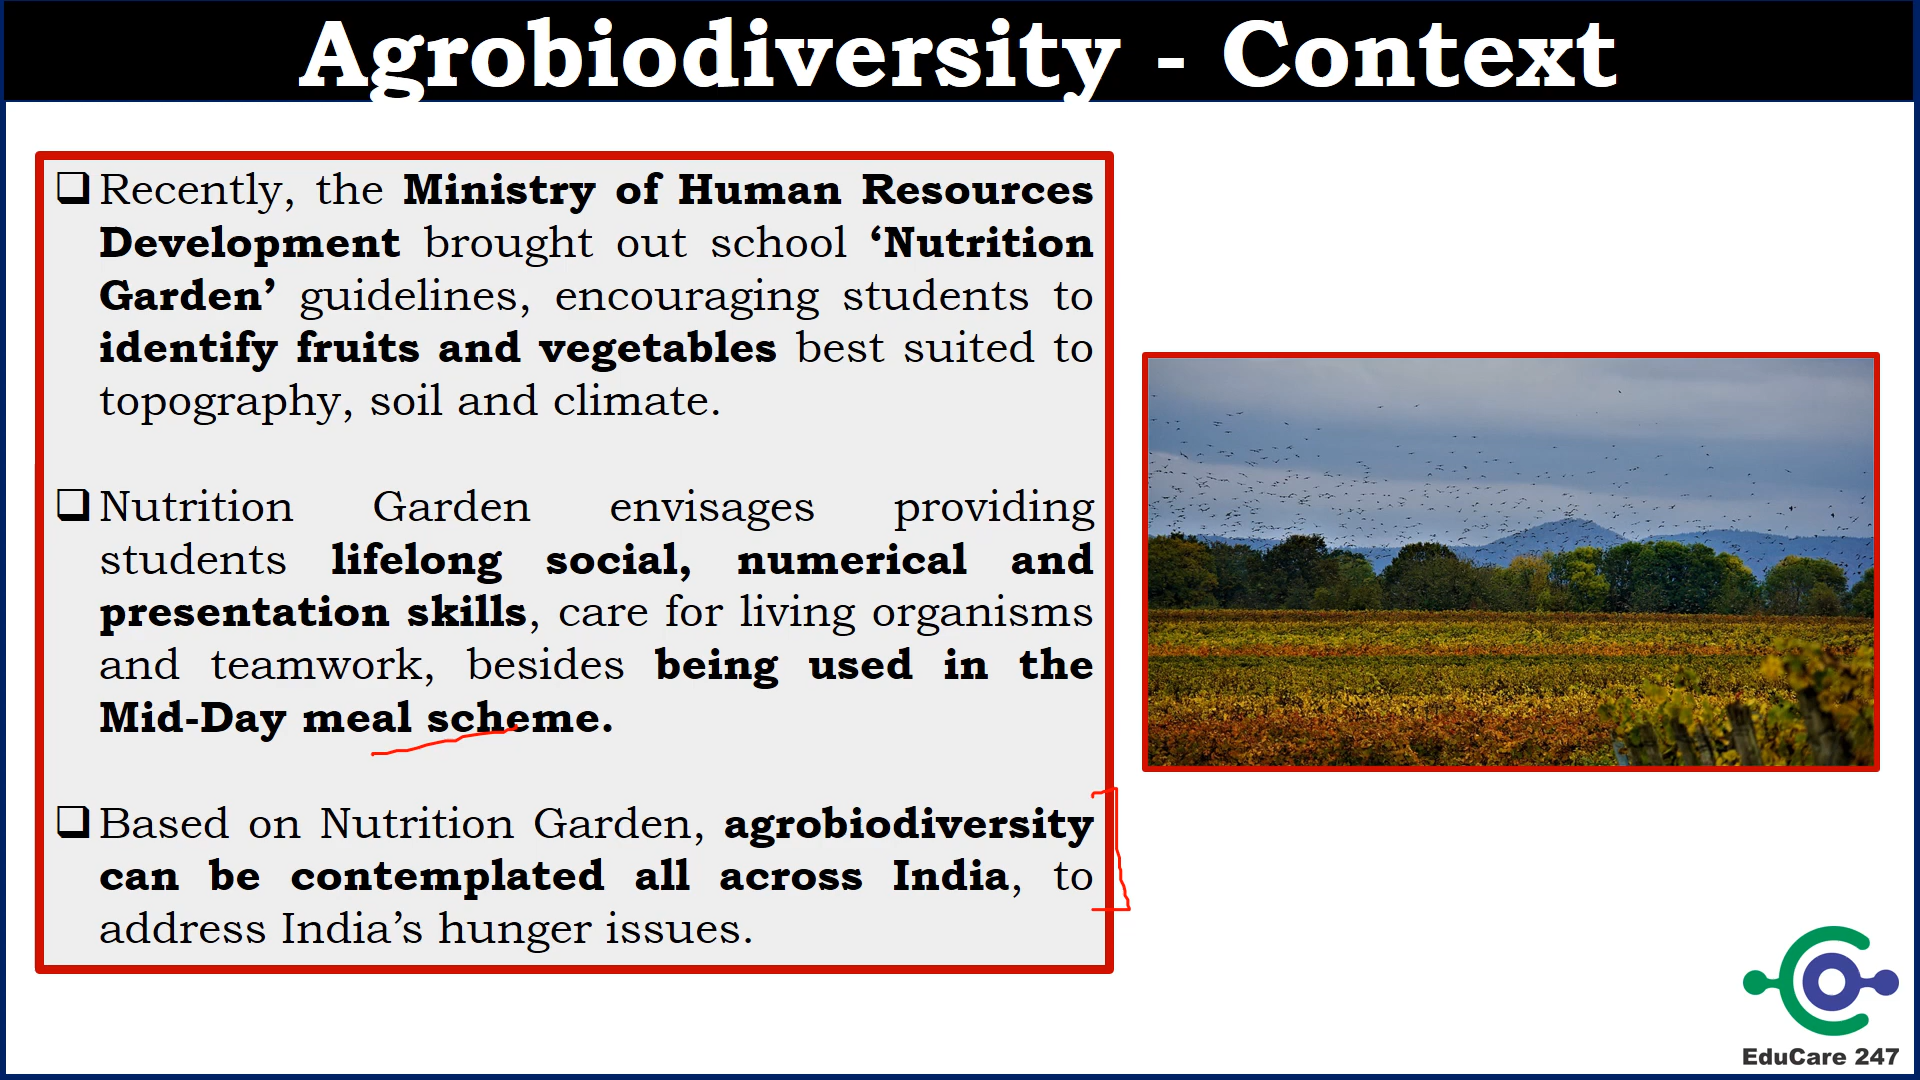 Agrobiodiversity - Context
❑ Recently, the Ministry of Human Resources
Development brought out school ‘Nutrition
Garden’ guidelines, encouraging students to
identify fruits and vegetables best suited to
topography, soil and climate.
❑ Nutrition Garden envisages providing
students lifelong social, numerical and
presentation skills, care for living organisms
and teamwork, besides being used in the
Mid-Day meal scheme.
❑ Based on Nutrition Garden, agrobiodiversity
can be contemplated all across India, to
address India’s hunger issues.
EduCare 247